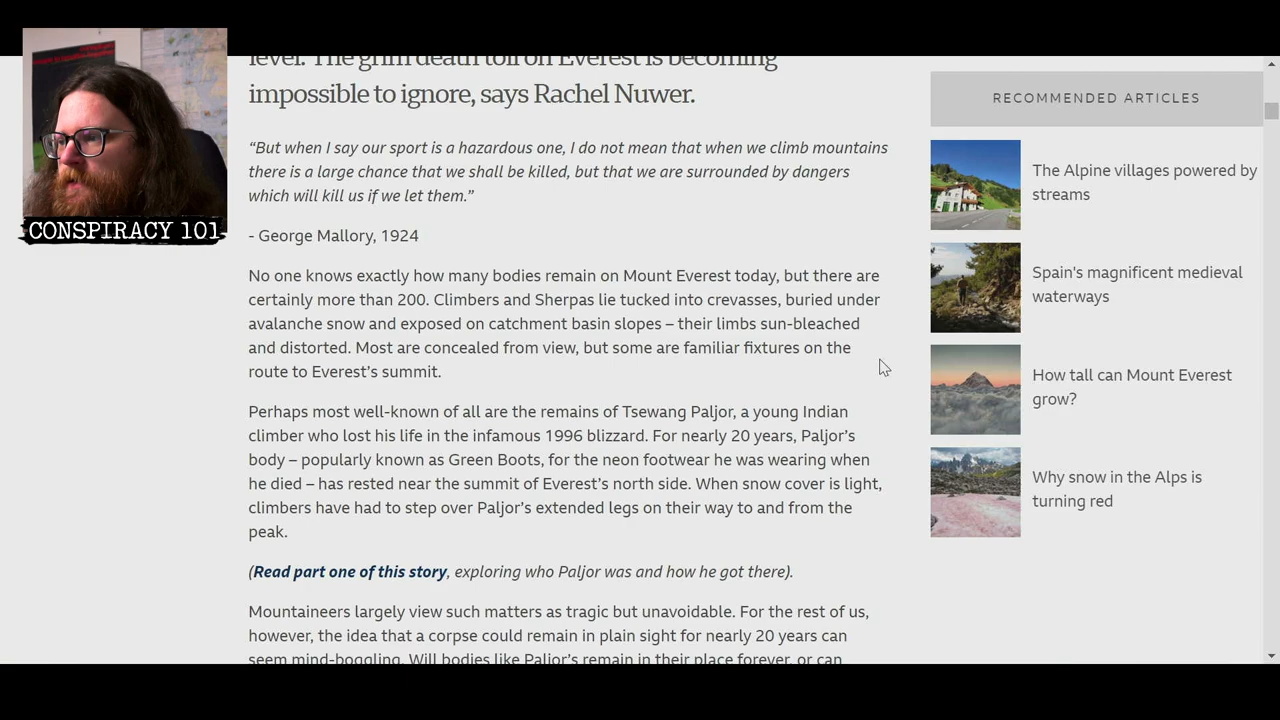 level. The grim death toll on Everest is becoming
impossible to ignore, says Rachel Nuwer.
“But when I say our sport is a hazardous one, I do not mean that when we climb mountains
there is a large chance that we shall be killed, but that we are surrounded by dangers
which will kill us if we let them.”
- George Mallory, 1924
No one knows exactly how many bodies remain on Mount Everest today, but there are
certainly more than 200. Climbers and Sherpas lie tucked into crevasses, buried under
avalanche snow and exposed on catchment basin slopes – their limbs sun-bleached
and distorted. Most are concealed from view, but some are familiar fixtures on the
route to Everest’s summit.
Perhaps most well-known of all are the remains of Tsewang Paljor, a young Indian
climber who lost his life in the infamous 1996 blizzard. For nearly 20 years, Paljor’s
body – popularly known as Green Boots, for the neon footwear he was wearing when
he died – has rested near the summit of Everest’s north side. When snow cover is light,
climbers have had to step over Paljor’s extended legs on their way to and from the
peak.
(Read part one of this story, exploring who Paljor was and how he got there).
Mountaineers largely view such matters as tragic but unavoidable. For the rest of us,
however, the idea that a corpse could remain in plain sight for nearly 20 years can
seem mind-boggling. Will bodies like Paljor’s remain in their place forever, or can
RECOMMENDED ARTICLES
The Alpine villages powered by
streams
Spain's magnificent medieval
waterways
How tall can Mount Everest
grow?
Why snow in the Alps is
turning red
CONSPIRACY 101